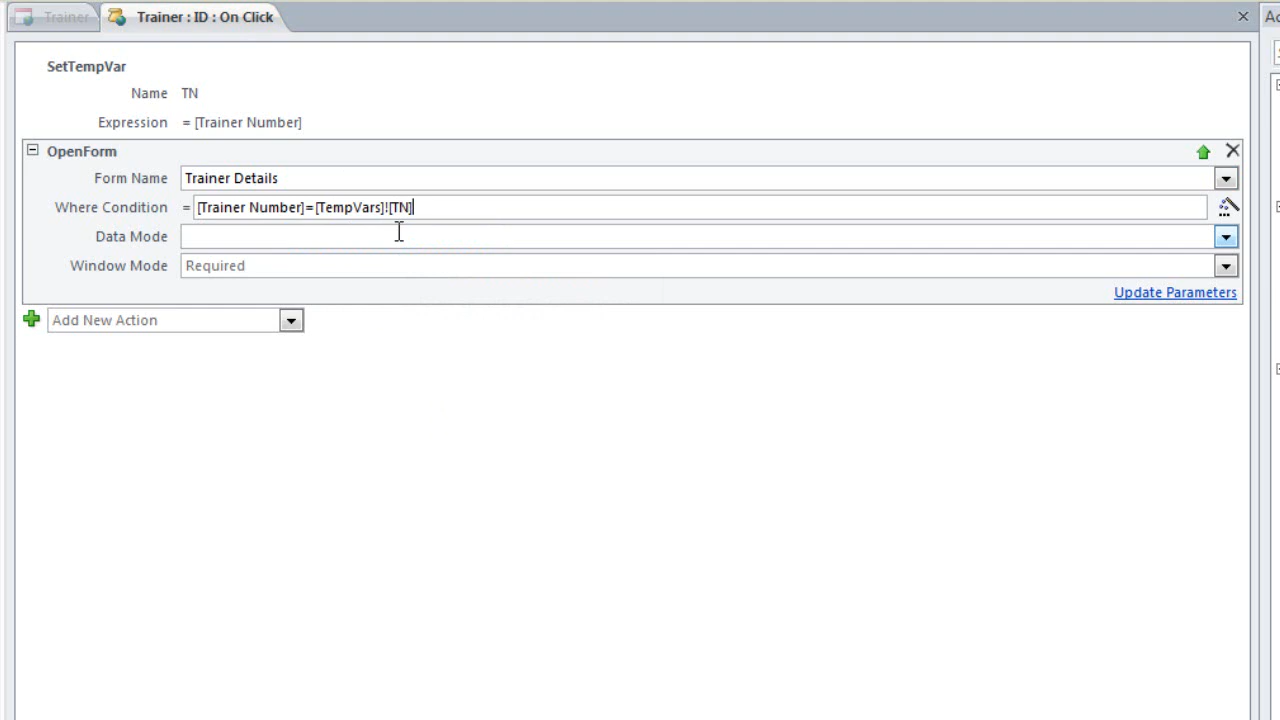 Trainer
Trainer : ID : On Click
SetTempVar
Name TN
Expression = [Trainer Number]
OpenForm
Form Name Trainer Details
Where Condition = [Trainer Number]=[TempVars]![TN]
Data Mode
Window Mode Required
Update Parameters
Add New Action